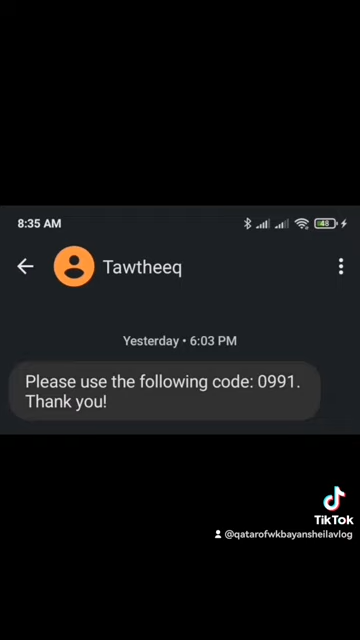 8:35 AM
48
Tawtheeq
Yesterday • 6:03 PM
Please use the following code: 0991.
Thank you!
TikTok
@qatarofwkbayansheilavlog